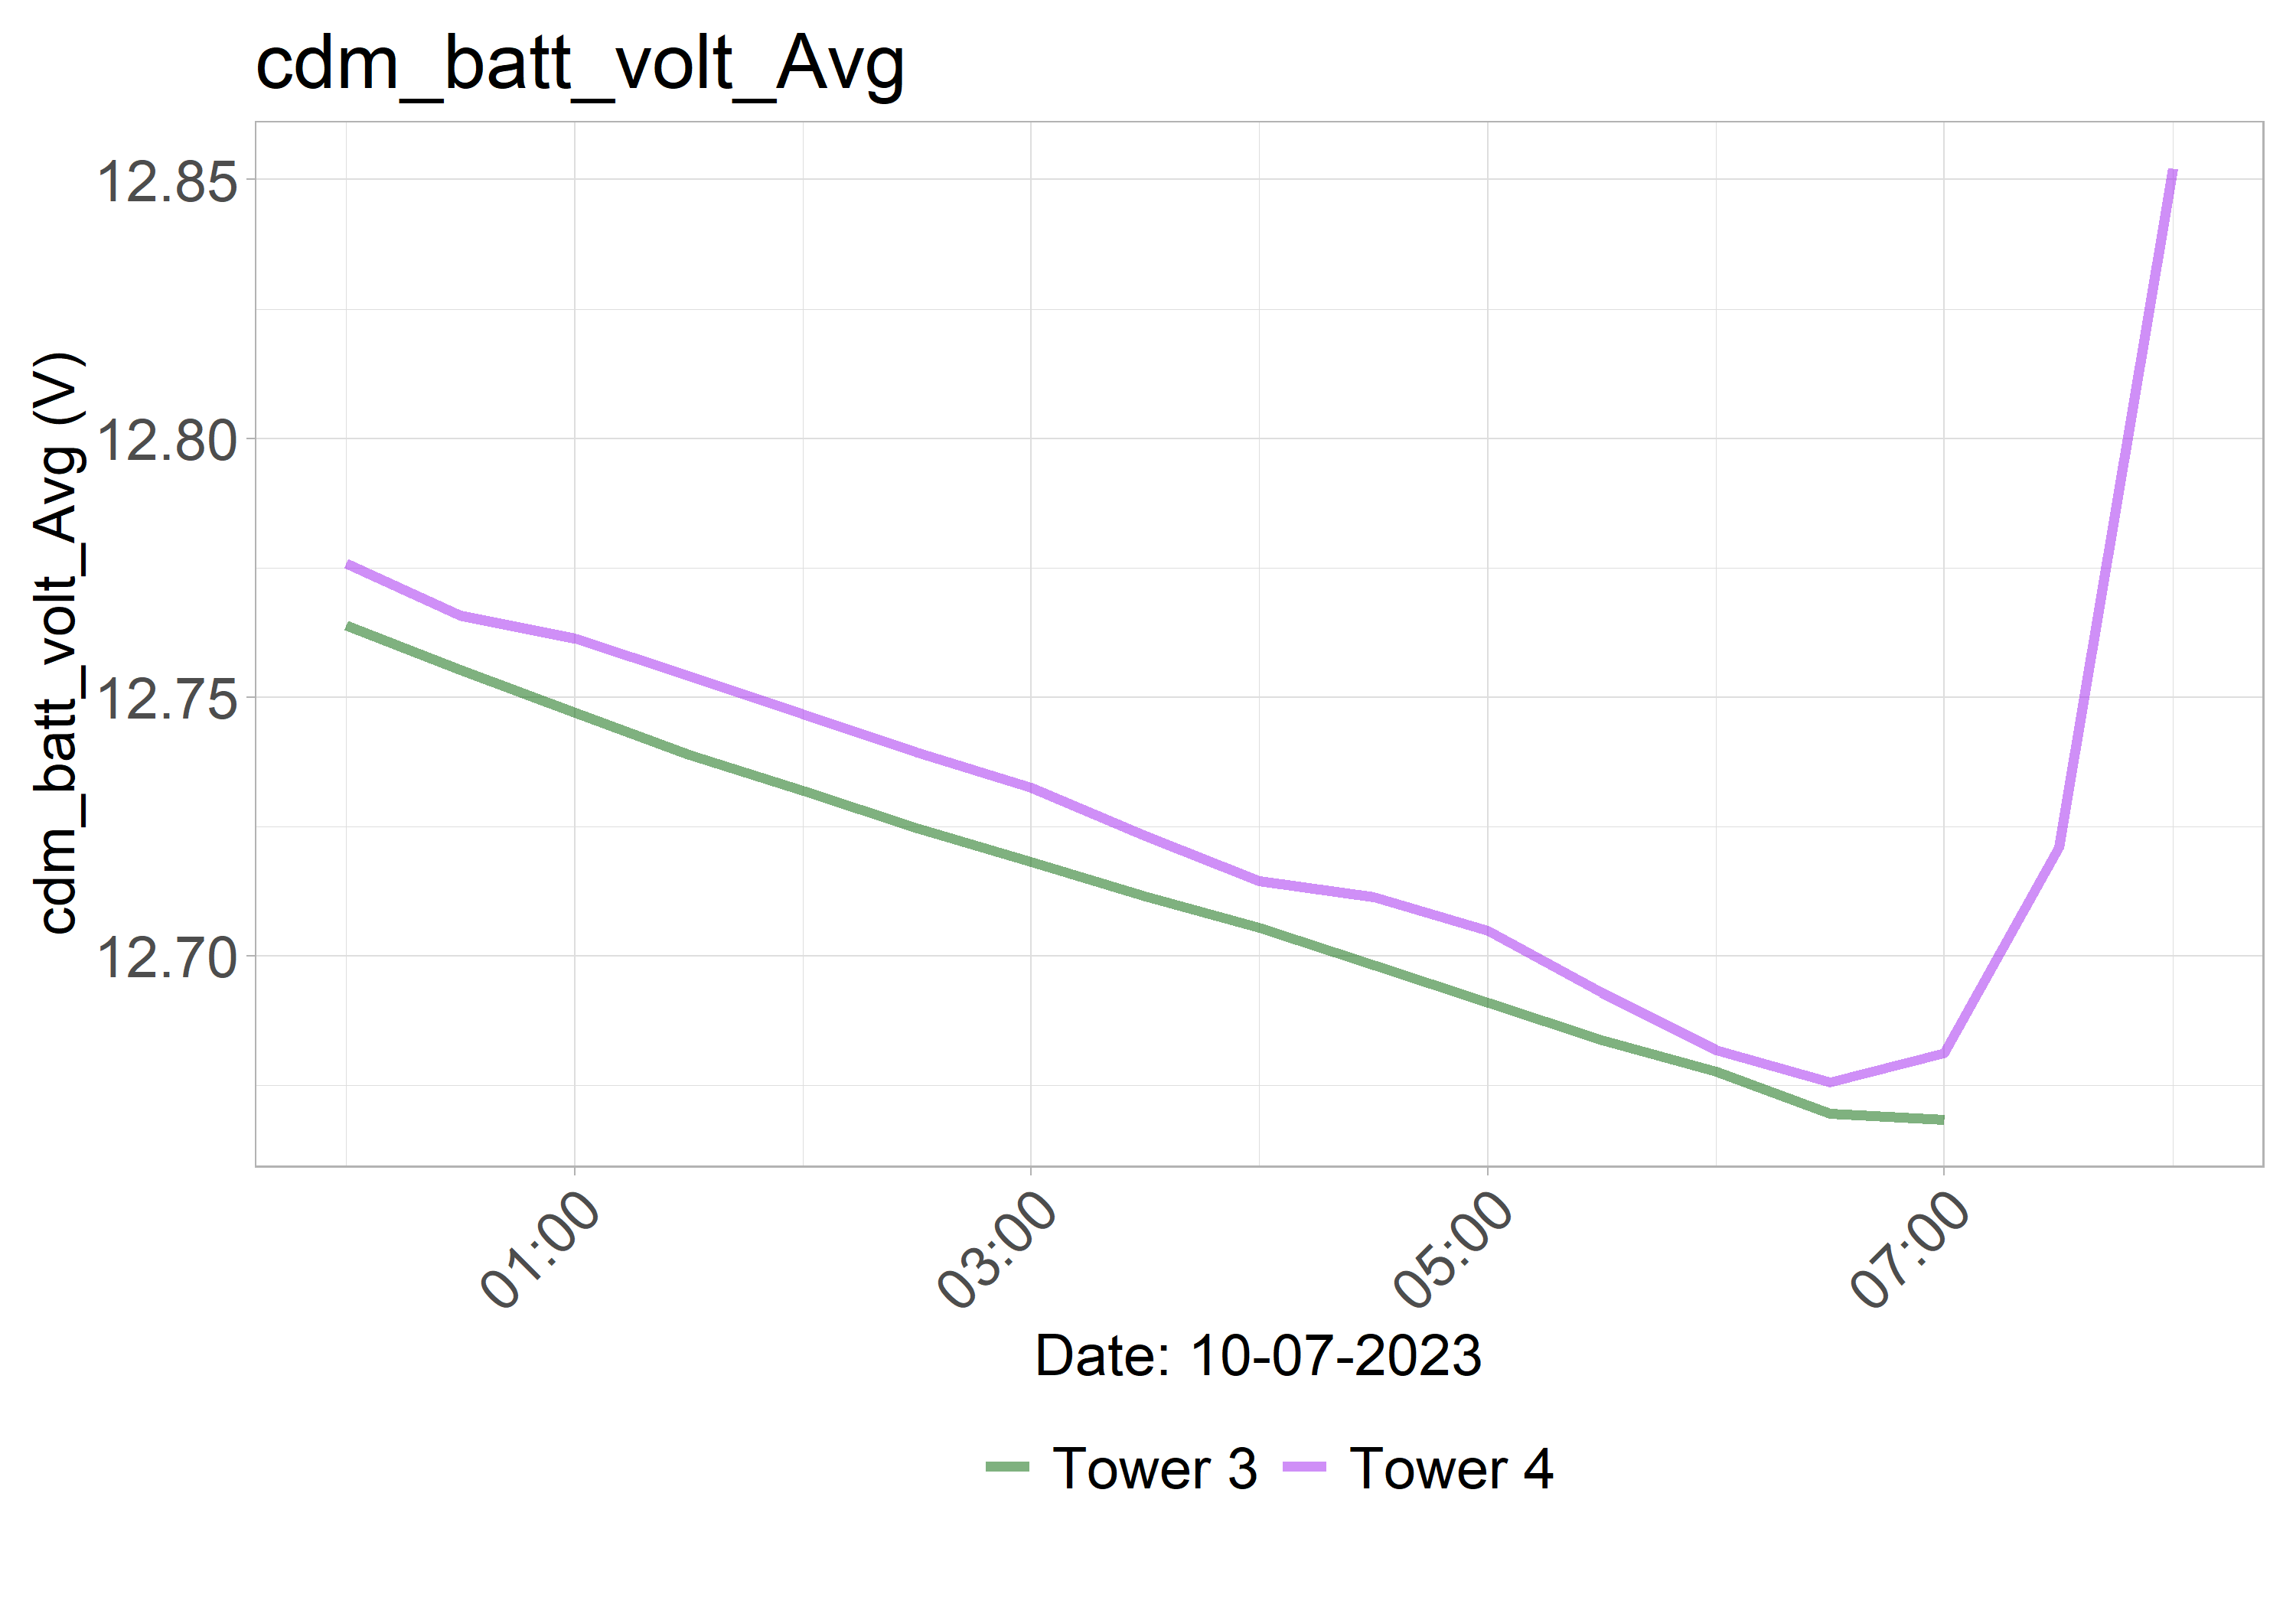 cdm_batt_volt_Avg
cdm_batt_volt_Avg (V)
12.85
12.80
12.75
12.70
01:00
03:00
05:00
07:00
Date: 10-07-2023
Tower 3
Tower 4